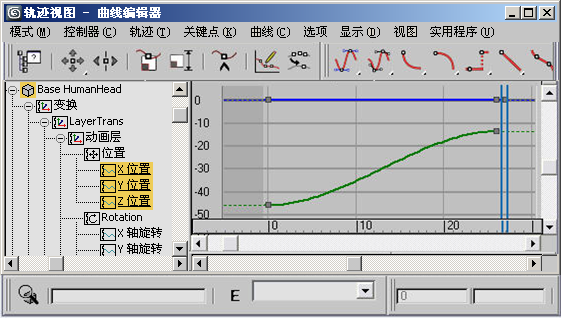 轨迹视图 - 曲线编辑器
模式(M) 控制器(C) 轨迹(T) 关键点(K) 曲线(C) 选项 显示(D) 视图 实用程序(U)
Base HumanHead
变换
LayerTrans
动画层
位置
X 位置
Y 位置
Z 位置
Rotation
X 轴旋转
Y 轴旋转
0
-10
-20
-30
-40
-50
0 10 20
E
0